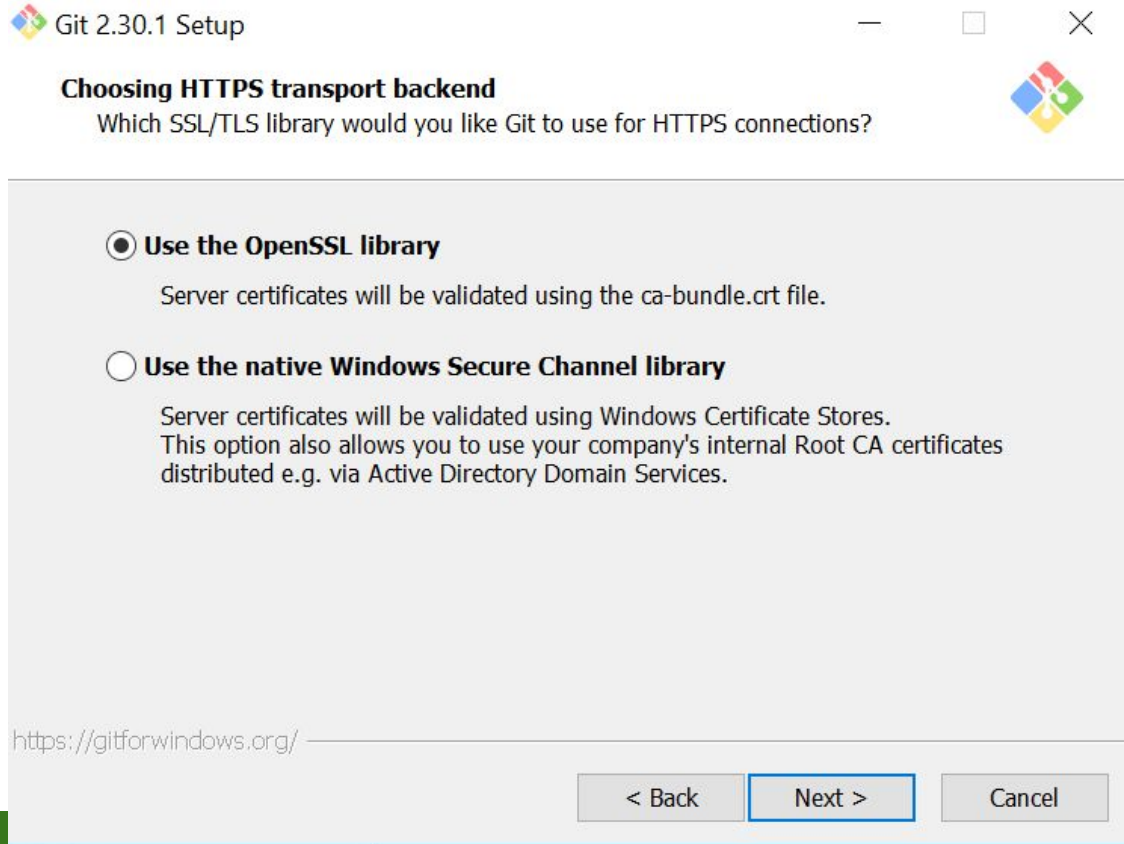 Git 2.30.1 Setup
Choosing HTTPS transport backend
Which SSL/TLS library would you like Git to use for HTTPS connections?
Use the OpenSSL library
Server certificates will be validated using the ca-bundle.crt file.
Use the native Windows Secure Channel library
Server certificates will be validated using Windows Certificate Stores.
This option also allows you to use your company's internal Root CA certificates
distributed e.g. via Active Directory Domain Services.
https://gitforwindows.org/
< Back Next > Cancel